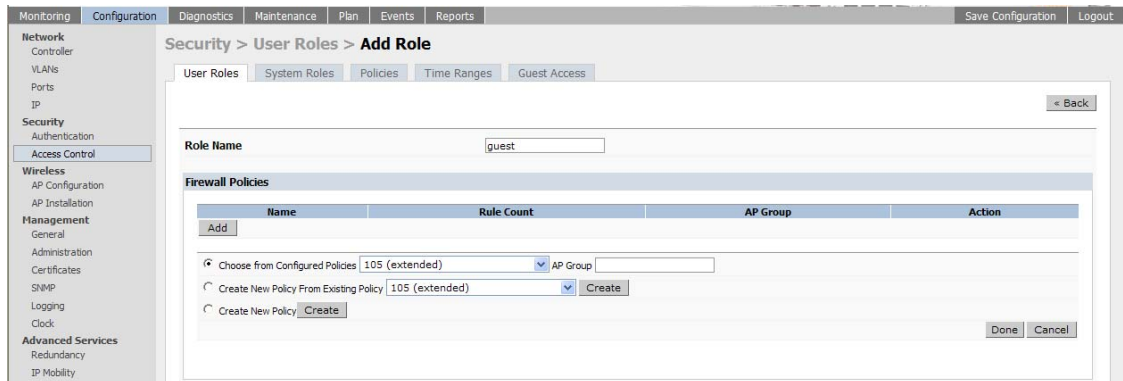 Monitoring Configuration Diagnostics Maintenance Plan Events Reports Save Configuration Logout
Network
Controller
VLANs
Ports
IP
Security
Authentication
Access Control
Wireless
AP Configuration
AP Installation
Management
General
Administration
Certificates
SNMP
Logging
Clock
Advanced Services
Redundancy
IP Mobility
Security > User Roles > Add Role
User Roles System Roles Policies Time Ranges Guest Access
« Back
Role Name guest
Firewall Policies
Name Rule Count AP Group Action
Add
Choose from Configured Policies 105 (extended) AP Group
Create New Policy From Existing Policy 105 (extended) Create
Create New Policy Create
Done Cancel